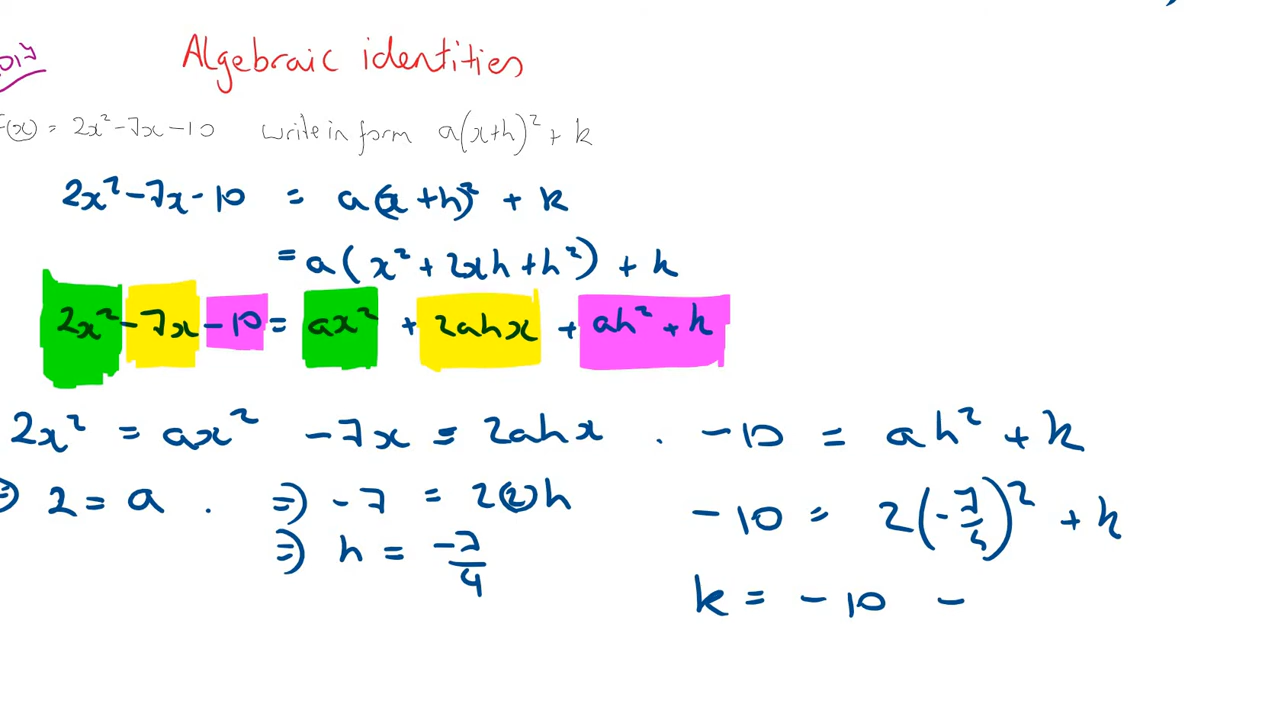 Algebraic identities
f(x) = 2x² - 7x - 10 write in form a(x+h)² + k
2x² - 7x - 10 = a(x + h)² + k
= a(x² + 2xh + h²) + k
2x² - 7x - 10 = ax² + 2ahx + ah² + k
2x² = ax² - 7x = 2ahx . - 10 = ah² + k
⇒ 2 = a . ⇒ - 7 = 2(2)h - 10 = 2(-7/4)² + k
⇒ h = -7/4
k = - 10 -